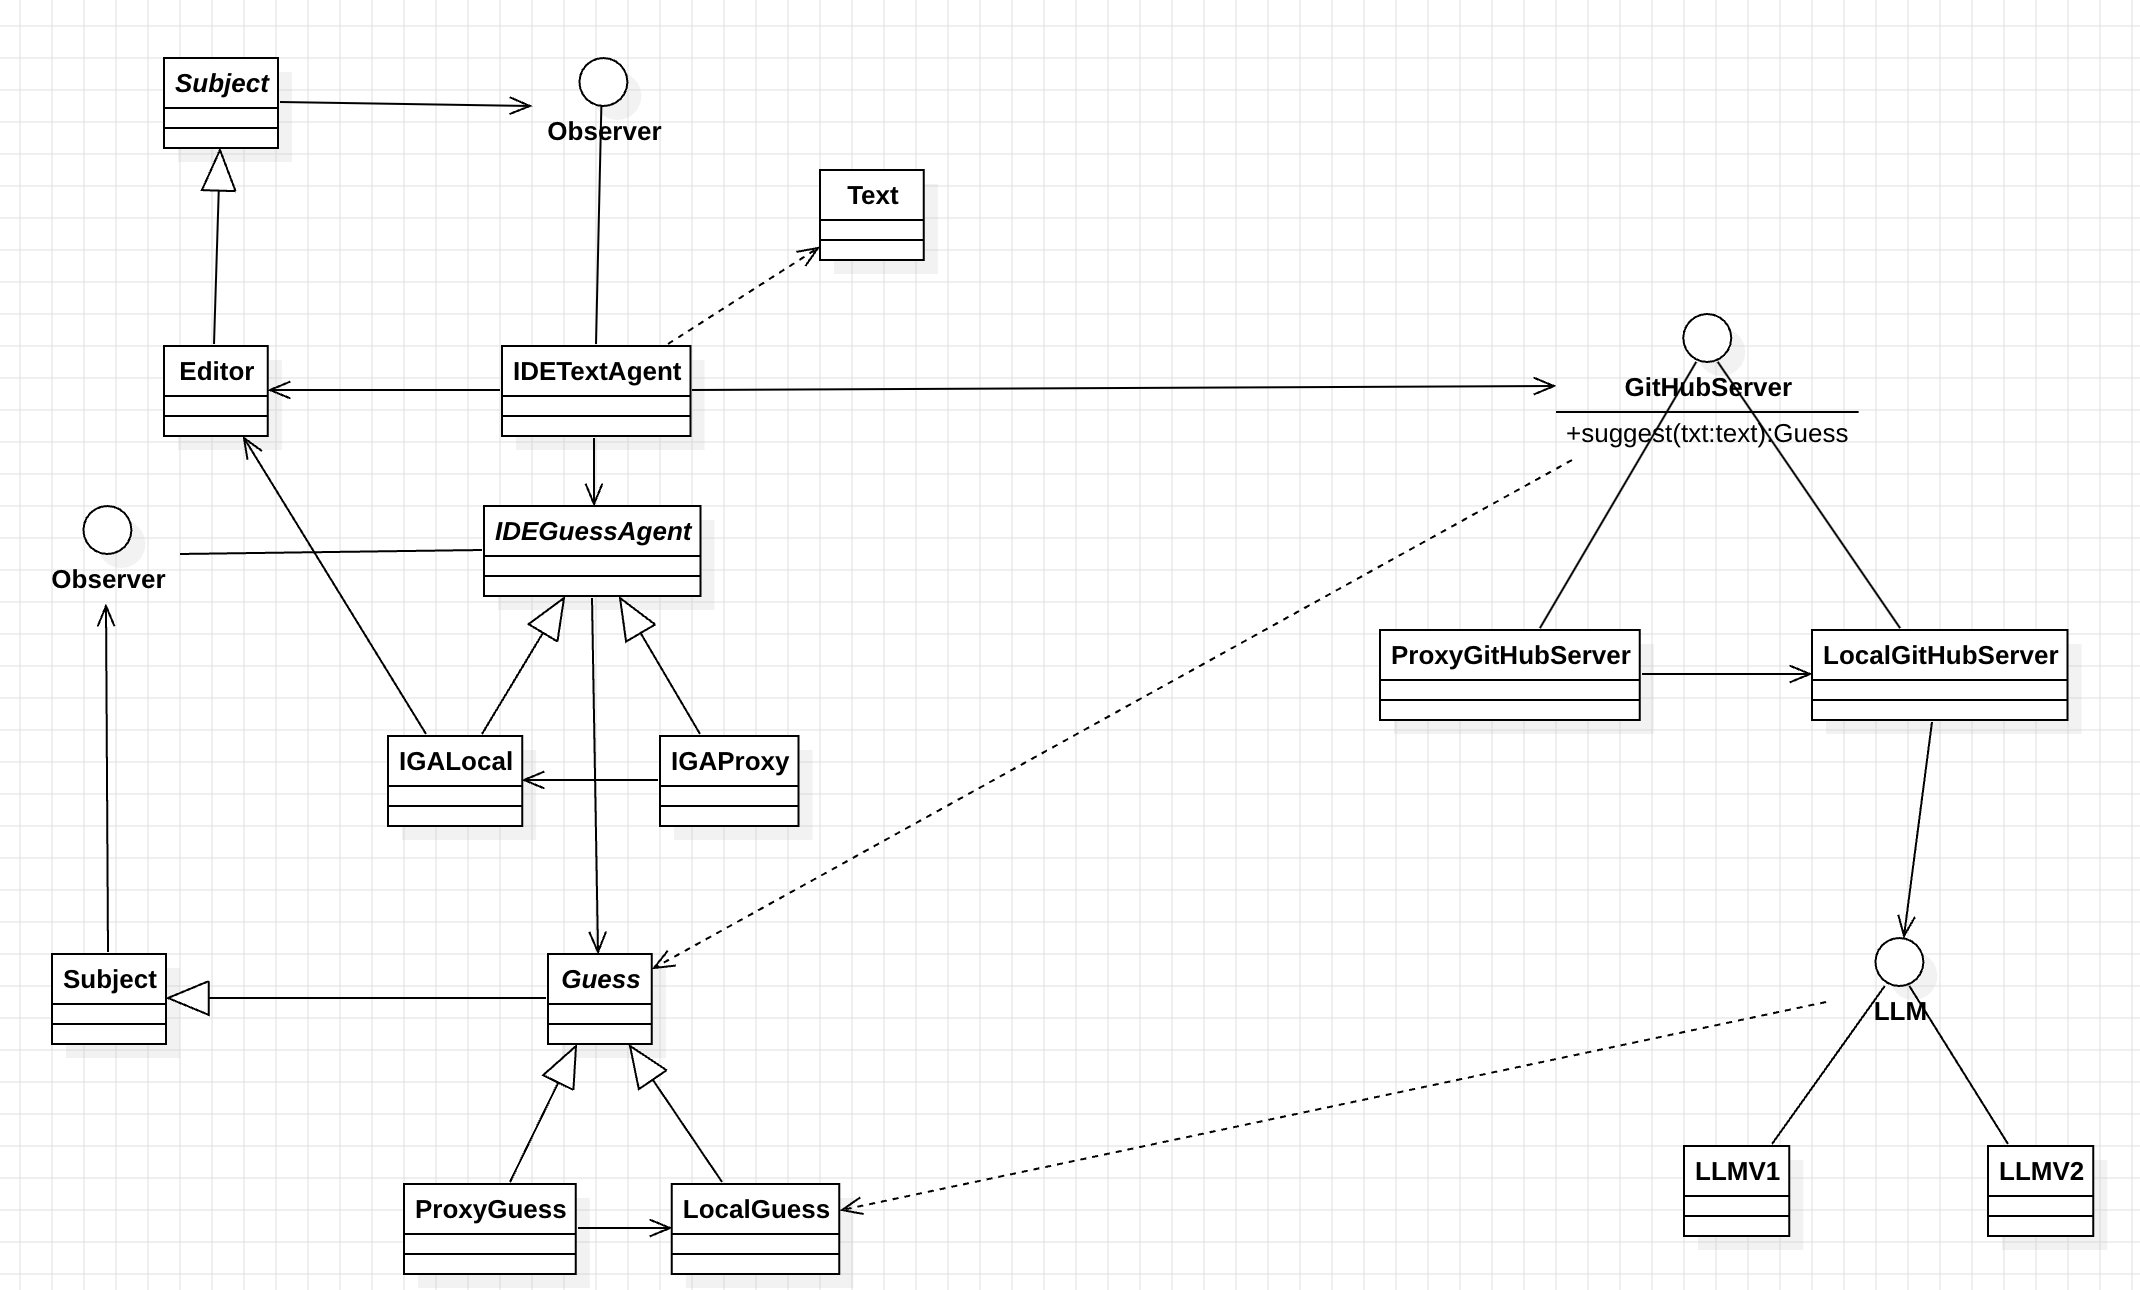 Subject
Observer
Text
Editor
IDETextAgent
GitHubServer
+suggest(txt:text):Guess
Observer
IDEGuessAgent
ProxyGitHubServer
LocalGitHubServer
IGALocal
IGAProxy
Subject
Guess
LLM
LLMV1
LLMV2
ProxyGuess
LocalGuess